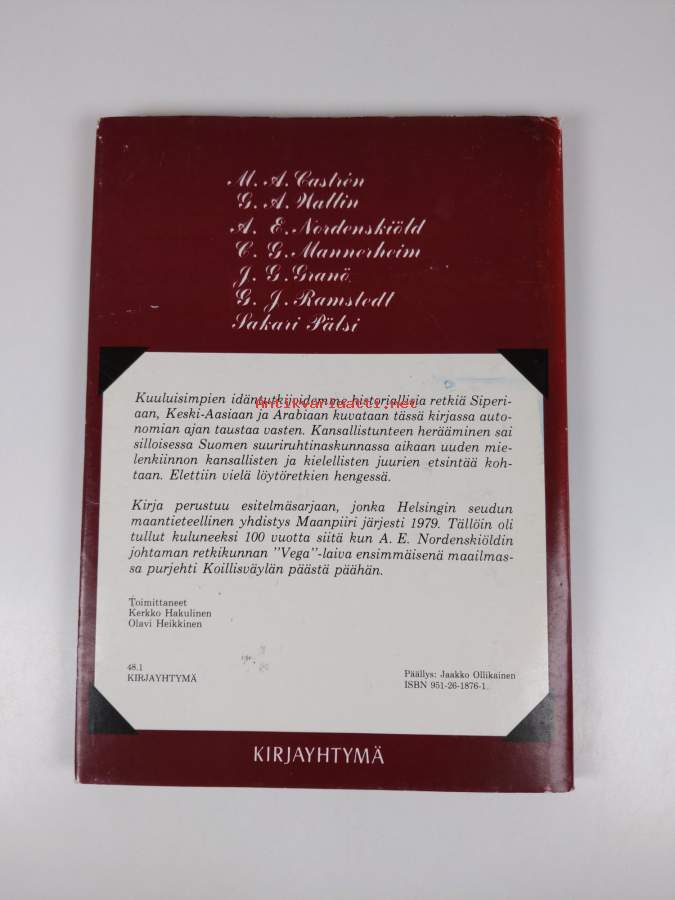 M. A. Castrén
G. A. Wallin
A. E. Nordenskiöld
C. G. Mannerheim
J. G. Granö
G. J. Ramstedt
Sakari Pälsi
Kuuluisimpien idäntutkijoidemme historiallisia retkiä Siperi-
aan, Keski-Aasiaan ja Arabiaan kuvataan tässä kirjassa auto-
nomian ajan taustaa vasten. Kansallistunteen herääminen sai
silloisessa Suomen suuriruhtinaskunnassa aikaan uuden mie-
lenkiinnon kansallisten ja kielellisten juurien etsintää koh-
taan. Elettiin vielä löytöretkien hengessä.
Kirja perustuu esitelmäsarjaan, jonka Helsingin seudun
maantieteellinen yhdistys Maanpiiri järjesti 1979. Tällöin oli
tullut kuluneeksi 100 vuotta siitä kun A. E. Nordenskiöldin
johtaman retkikunnan "Vega"-laiva ensimmäisenä maailmas-
sa purjehti Koillisväylän päästä päähän.
Toimittaneet
Kerkko Hakulinen
Olavi Heikkinen
48.1
KIRJAYHTYMÄ
Päällys: Jaakko Ollikainen
ISBN 951-26-1876-1
KIRJAYHTYMÄ
Antikvariaatti.net